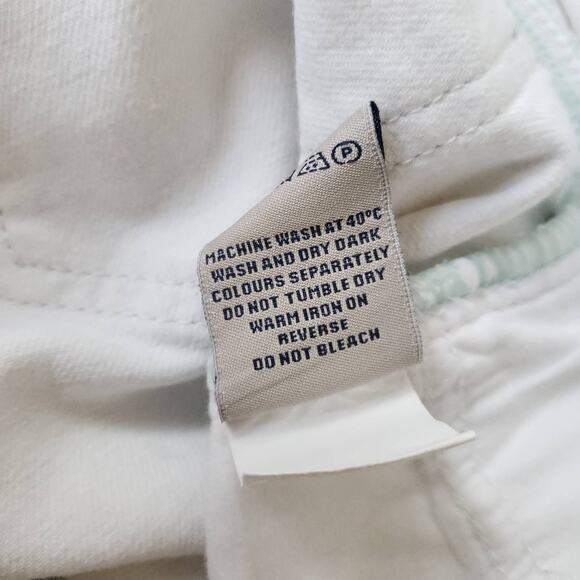 P
MACHINE WASH AT 40°C
WASH AND DRY DARK
COLOURS SEPARATELY
DO NOT TUMBLE DRY
WARM IRON ON
REVERSE
DO NOT BLEACH